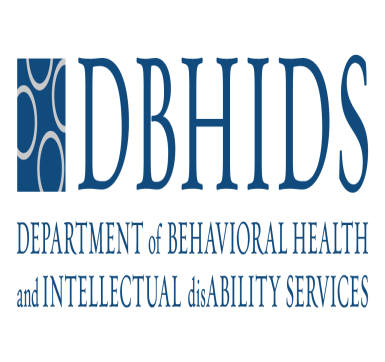 DBHIDS
DEPARTMENT of BEHAVIORAL HEALTH
and INTELLECTUAL disABILITY SERVICES